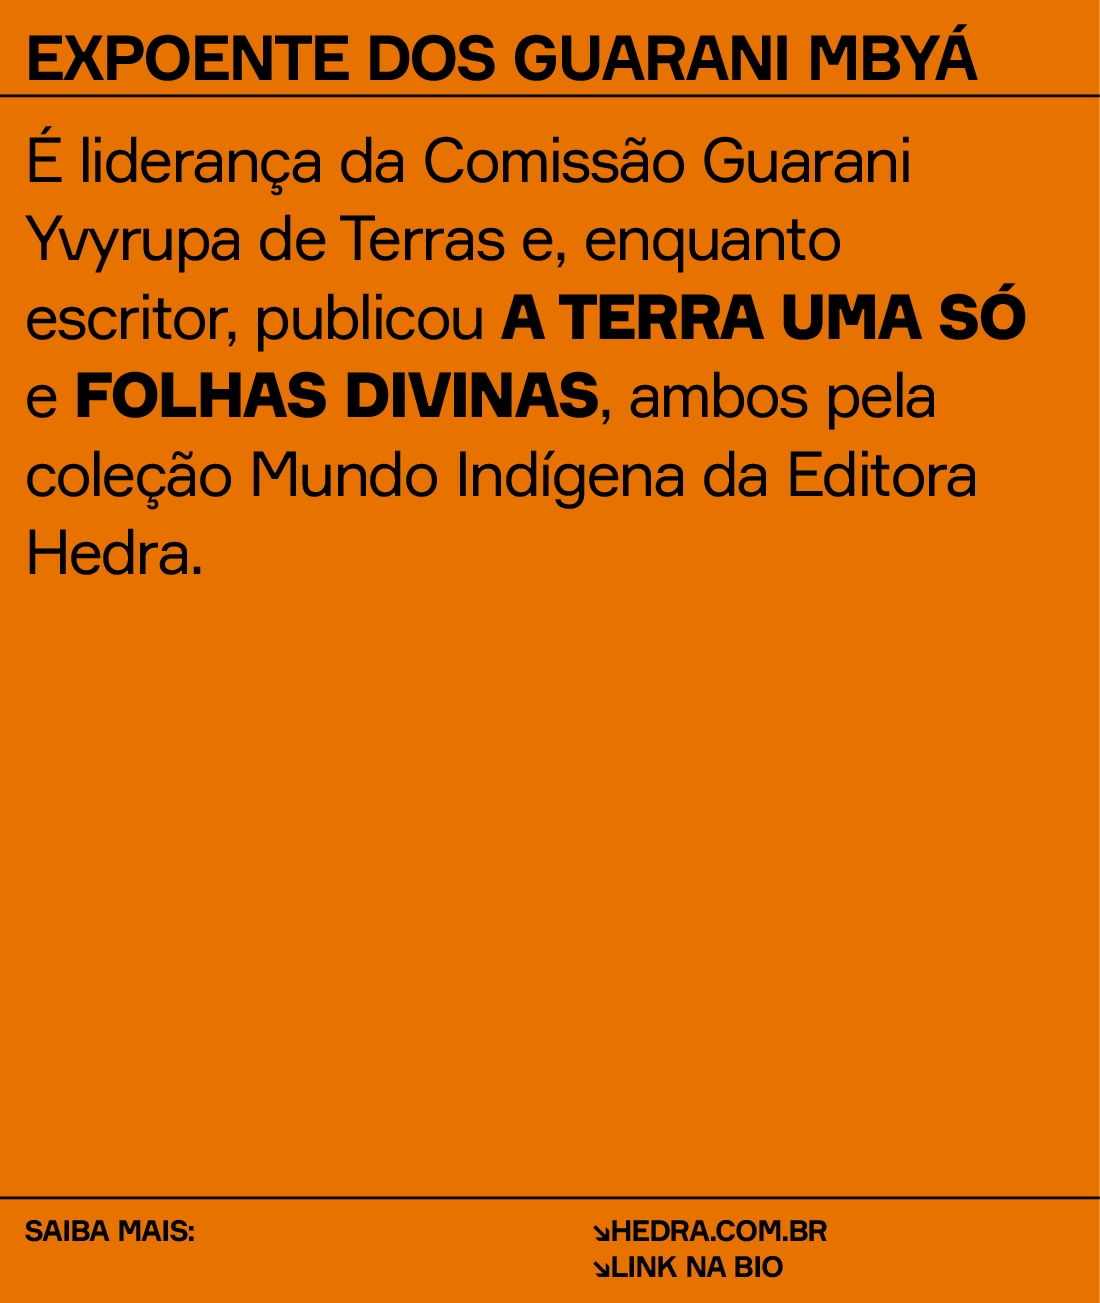 EXPOENTE DOS GUARANI MBYÁ
É liderança da Comissão Guarani
Yvyrupa de Terras e, enquanto
escritor, publicou A TERRA UMA SÓ
e FOLHAS DIVINAS, ambos pela
coleção Mundo Indígena da Editora
Hedra.
SAIBA MAIS:
↘HEDRA.COM.BR
↘LINK NA BIO